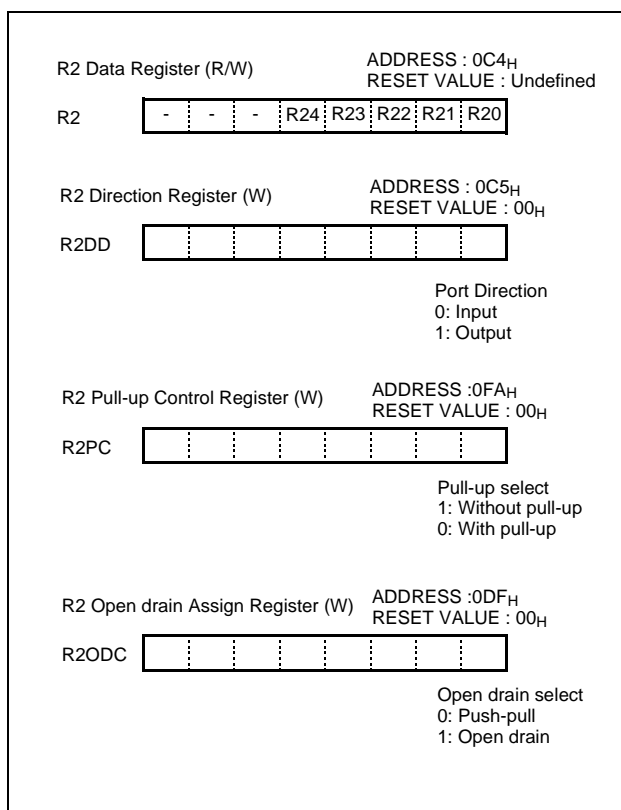 R2 Data Register (R/W)
ADDRESS : 0C4H
RESET VALUE : Undefined
R2
- - - R24 R23 R22 R21 R20
R2 Direction Register (W)
ADDRESS : 0C5H
RESET VALUE : 00H
R2DD
Port Direction
0: Input
1: Output
R2 Pull-up Control Register (W)
ADDRESS :0FAH
RESET VALUE : 00H
R2PC
Pull-up select
1: Without pull-up
0: With pull-up
R2 Open drain Assign Register (W)
ADDRESS :0DFH
RESET VALUE : 00H
R2ODC
Open drain select
0: Push-pull
1: Open drain